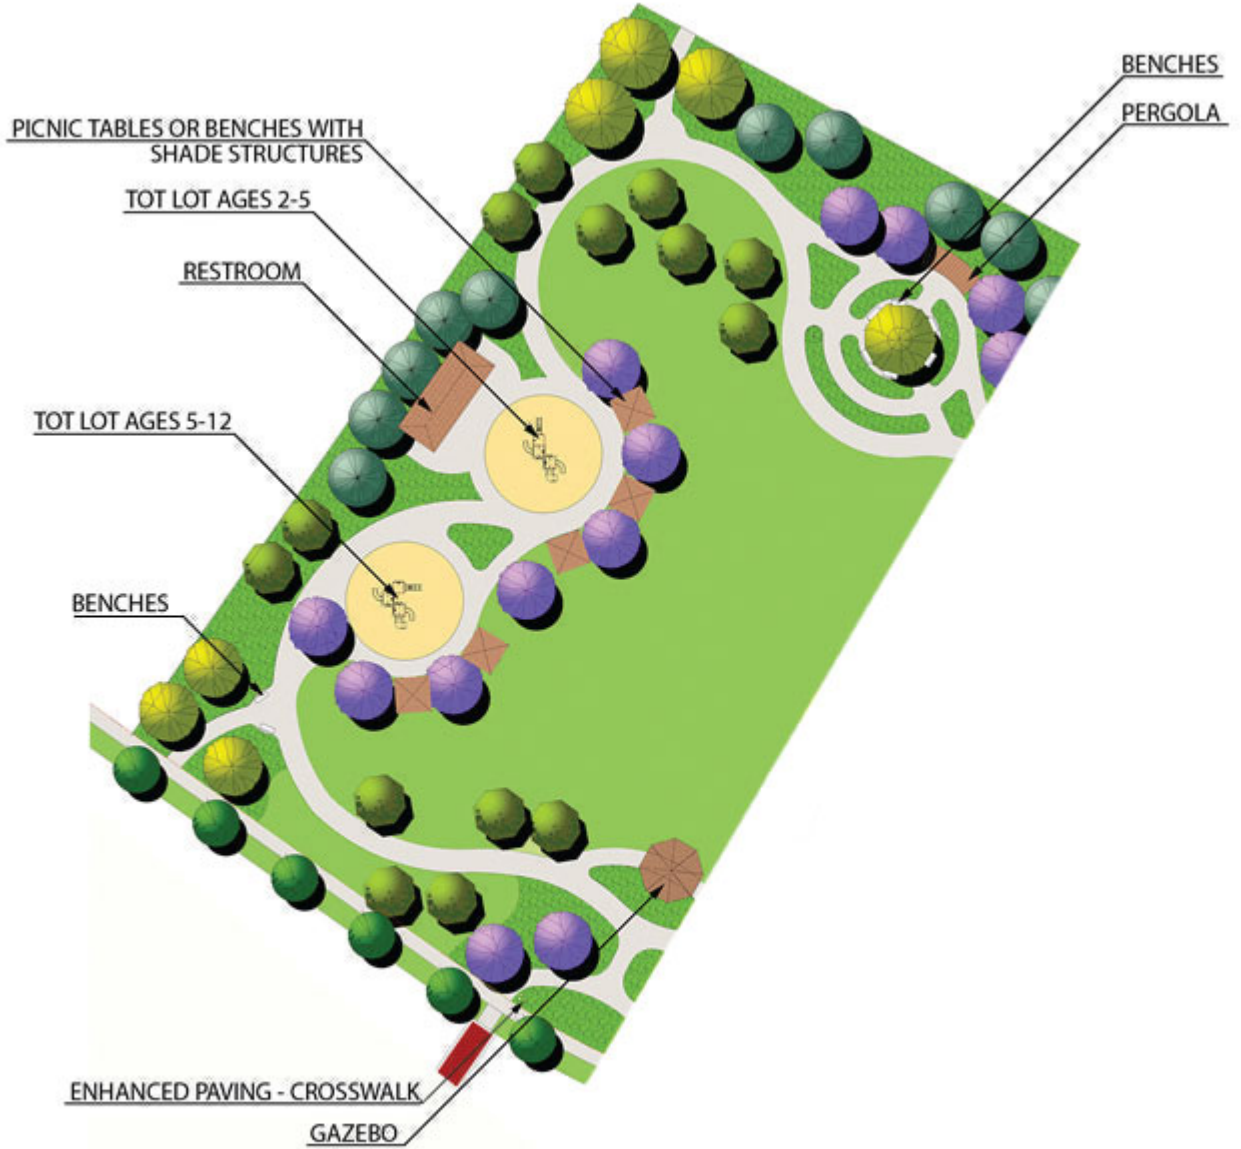 BENCHES
PERGOLA
PICNIC TABLES OR BENCHES WITH
SHADE STRUCTURES
TOT LOT AGES 2-5
RESTROOM
TOT LOT AGES 5-12
BENCHES
ENHANCED PAVING - CROSSWALK
GAZEBO